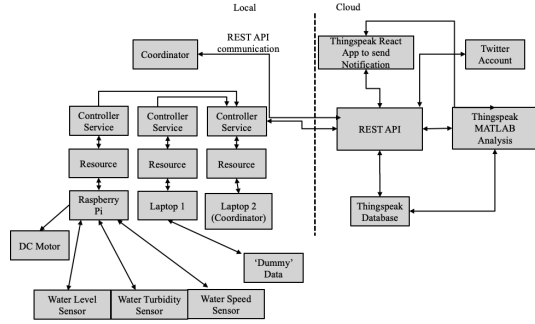 Local
Cloud
REST API
communication
Coordinator
Thingspeak React
App to send
Notification
Twitter
Account
Controller
Service
Controller
Service
Controller
Service
REST API
Thingspeak
MATLAB
Analysis
Resource
Resource
Resource
Raspberry
Pi
Laptop 1
Laptop 2
(Coordinator)
Thingspeak
Database
DC Motor
‘Dummy’
Data
Water Level
Sensor
Water Turbidity
Sensor
Water Speed
Sensor